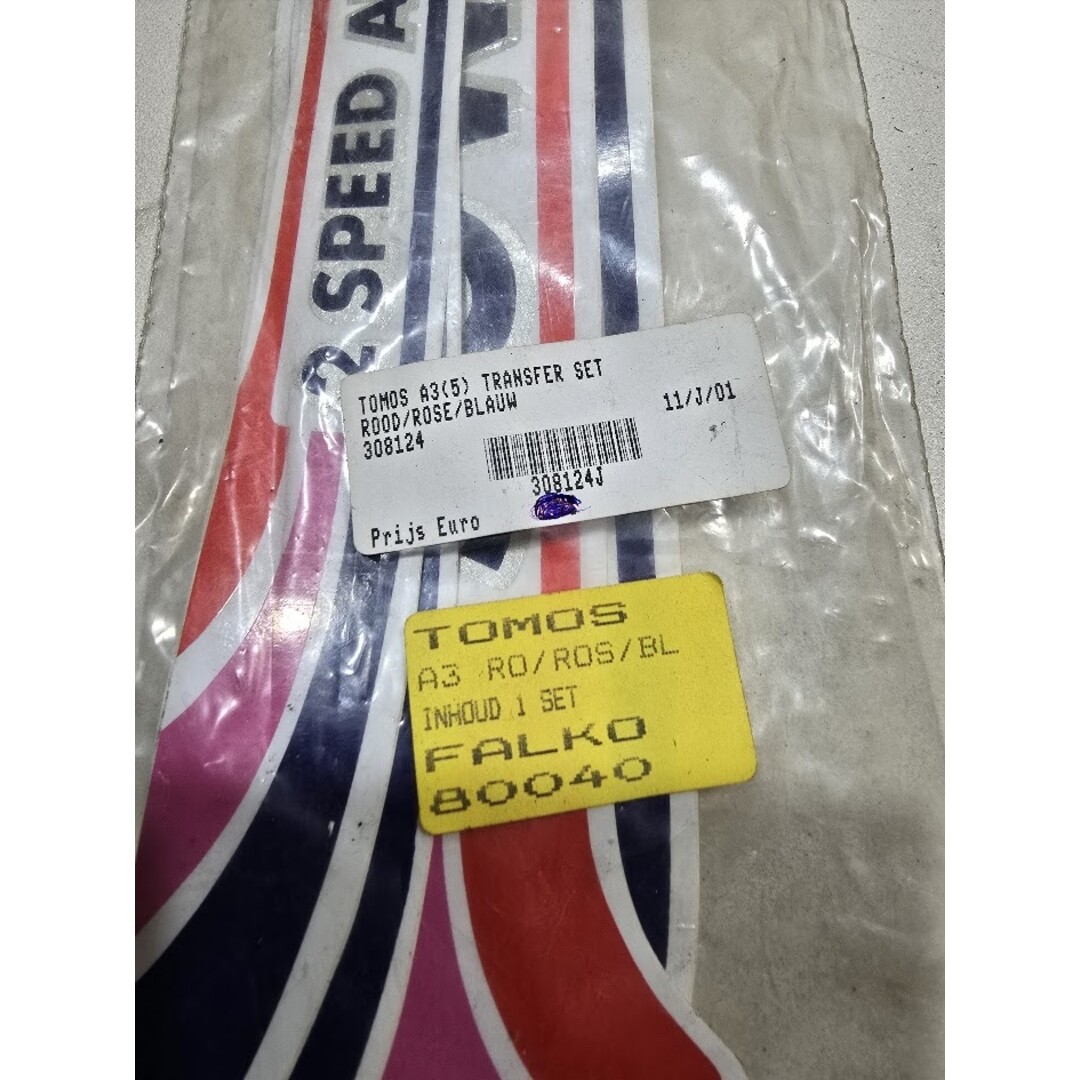 2 SPEED A
TOMOS A3(5) TRANSFER SET
ROOD/ROSE/BLAUW 11/J/01
308124
308124J
Prijs Euro
TOMOS
A3 RO/ROS/BL
INHOUD 1 SET
FALKO
80040